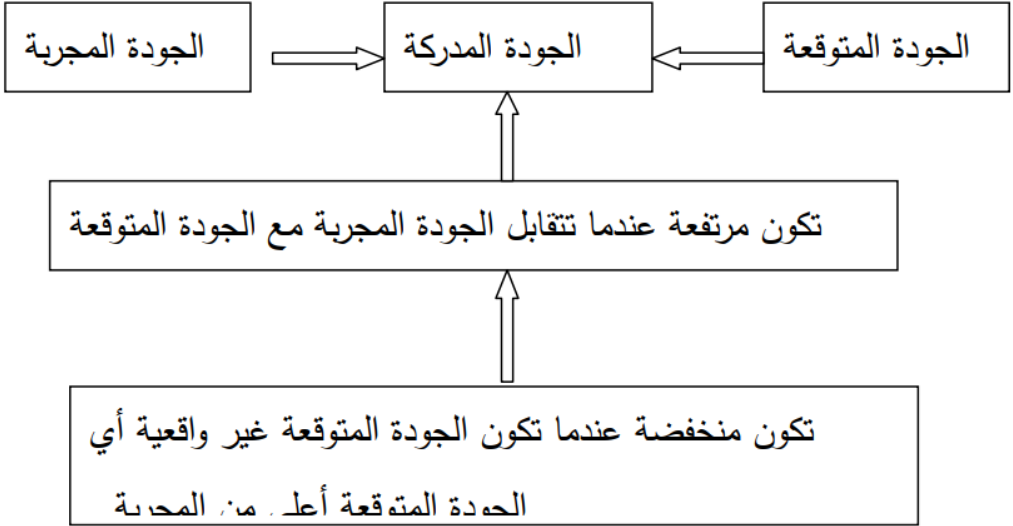 الجودة المتوقعة
الجودة المدركة
الجودة المجربة
تكون مرتفعة عندما تتقابل الجودة المجربة مع الجودة المتوقعة
تكون منخفضة عندما تكون الجودة المتوقعة غير واقعية أي
الجودة المتوقعة أعلى من المجربة